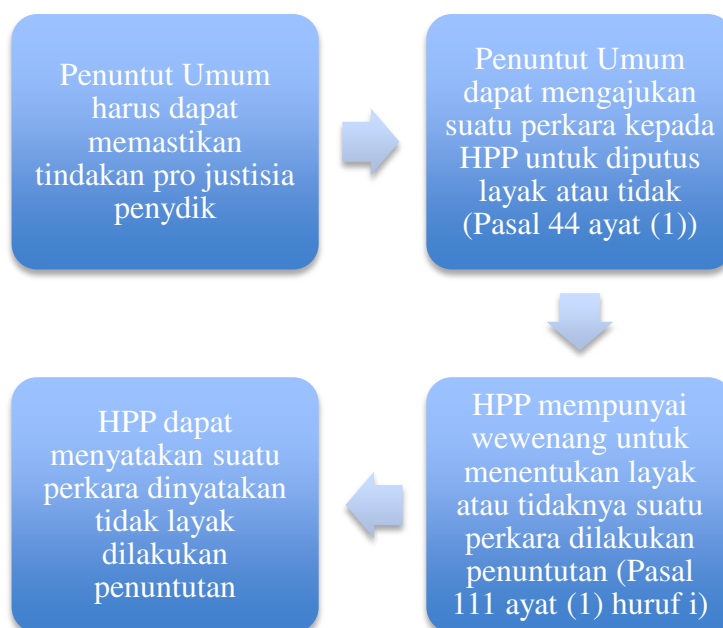 Penuntut Umum
harus dapat
memastikan
tindakan pro justisia
penydik
Penuntut Umum
dapat mengajukan
suatu perkara kepada
HPP untuk diputus
layak atau tidak
(Pasal 44 ayat (1))
HPP mempunyai
wewenang untuk
menentukan layak
atau tidaknya suatu
perkara dilakukan
penuntutan (Pasal
111 ayat (1) huruf i)
HPP dapat
menyatakan suatu
perkara dinyatakan
tidak layak
dilakukan
penuntutan